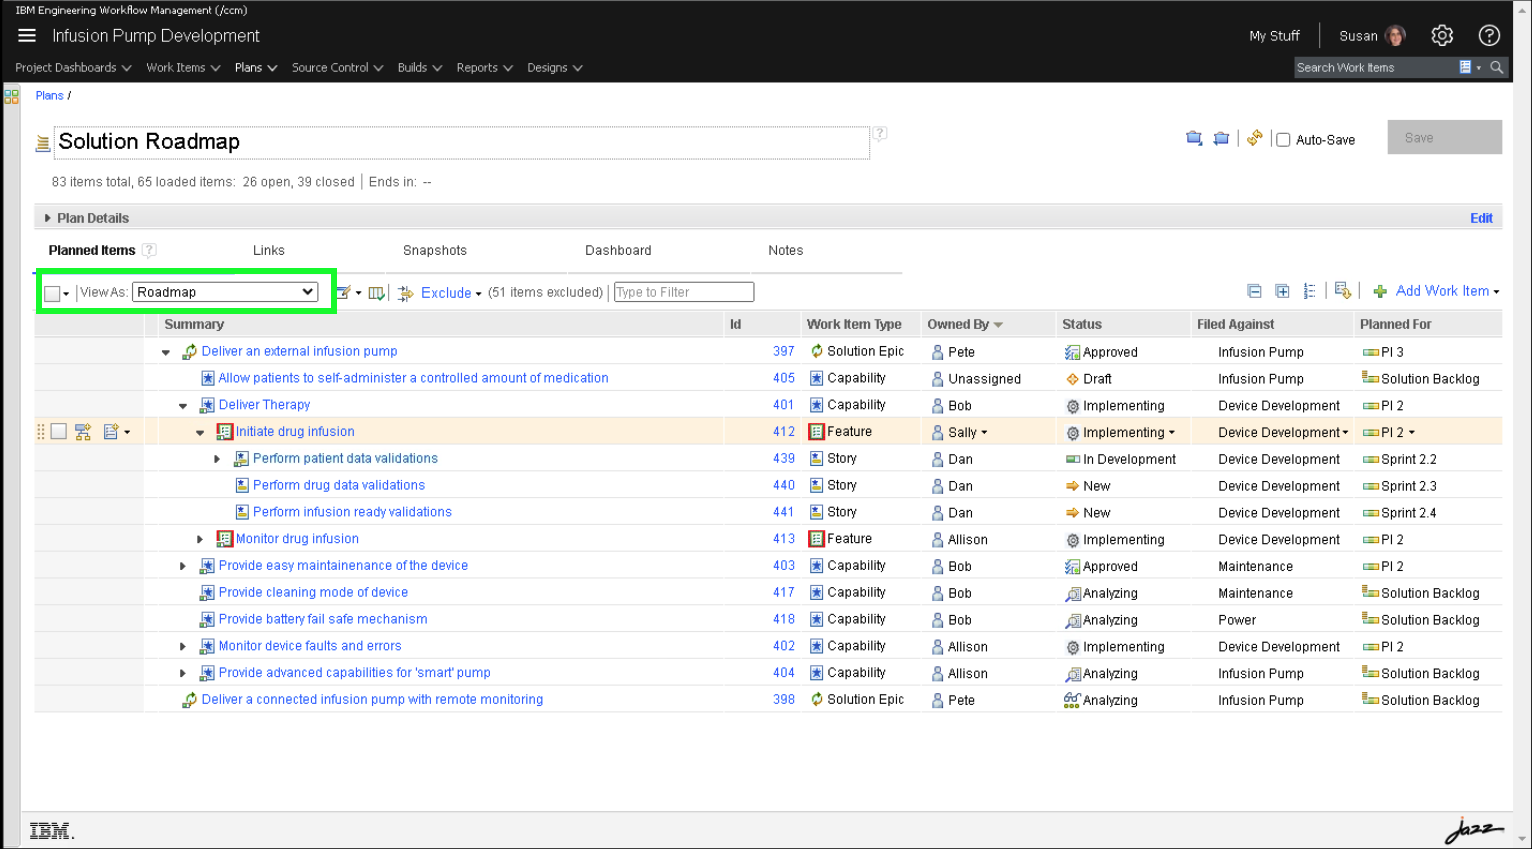 IBM Engineering Workflow Management (/ccm)
Infusion Pump Development
My Stuff
Susan
Project Dashboards Work Items Plans Source Control Builds Reports Designs
Search Work Items
Plans /
Solution Roadmap
?
Auto-Save
Save
83 items total, 65 loaded items: 26 open, 39 closed | Ends in: --
Plan Details
Edit
Planned Items ? Links Snapshots Dashboard Notes
View As: Roadmap
Exclude (51 items excluded) Type to Filter
Add Work Item
Summary Id Work Item Type Owned By Status Filed Against Planned For
Deliver an external infusion pump 397 Solution Epic Pete Approved Infusion Pump PI 3
Allow patients to self-administer a controlled amount of medication 405 Capability Unassigned Draft Infusion Pump Solution Backlog
Deliver Therapy 401 Capability Bob Implementing Device Development PI 2
Initiate drug infusion 412 Feature Sally Implementing Device Development PI 2
Perform patient data validations 439 Story Dan In Development Device Development Sprint 2.2
Perform drug data validations 440 Story Dan New Device Development Sprint 2.3
Perform infusion ready validations 441 Story Dan New Device Development Sprint 2.4
Monitor drug infusion 413 Feature Allison Implementing Device Development PI 2
Provide easy maintainenance of the device 403 Capability Bob Approved Maintenance PI 2
Provide cleaning mode of device 417 Capability Bob Analyzing Maintenance Solution Backlog
Provide battery fail safe mechanism 418 Capability Bob Analyzing Power Solution Backlog
Monitor device faults and errors 402 Capability Allison Implementing Device Development PI 2
Provide advanced capabilities for 'smart' pump 404 Capability Allison Analyzing Infusion Pump Solution Backlog
Deliver a connected infusion pump with remote monitoring 398 Solution Epic Pete Analyzing Infusion Pump Solution Backlog
IBM.
Jazz